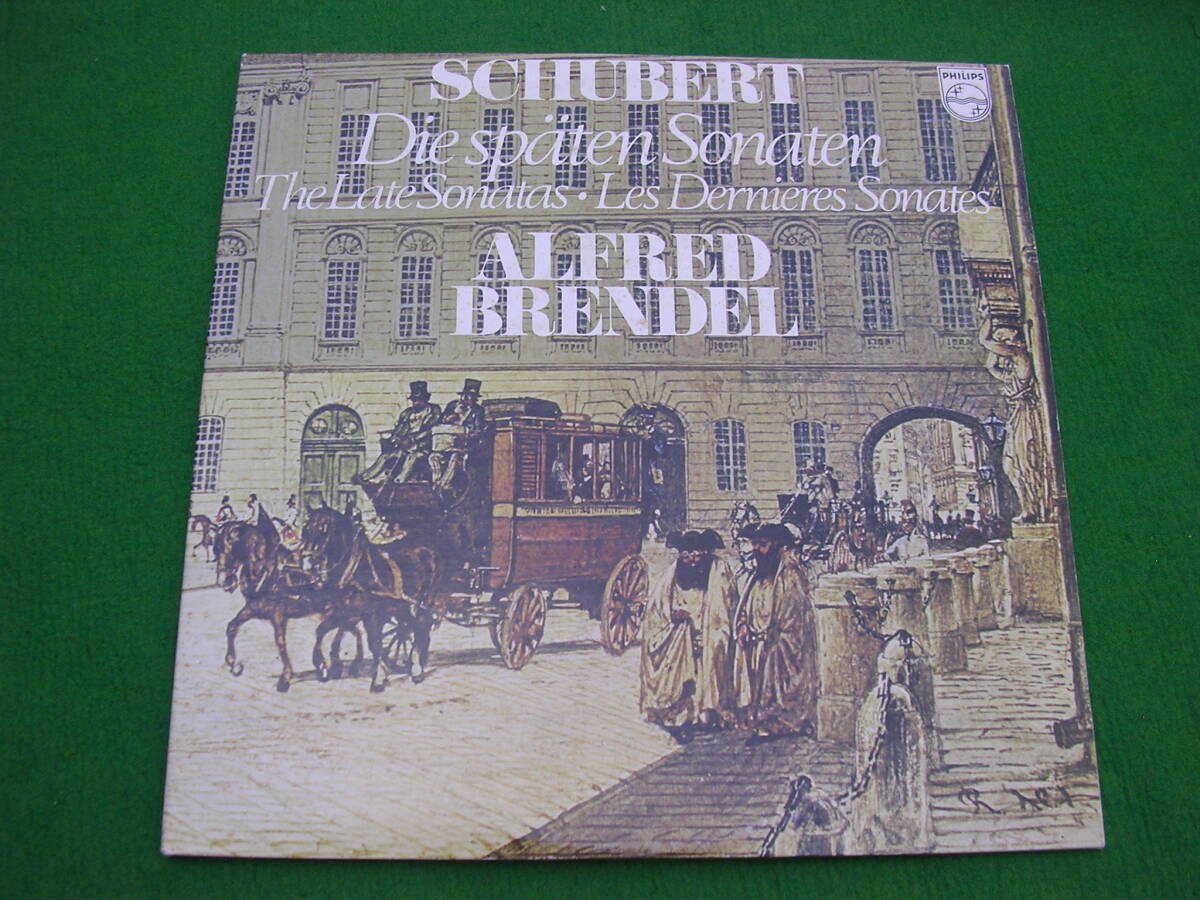 SCHUBERT
PHILIPS
Die späten Sonaten
The Late Sonatas · Les Dernières Sonates
ALFRED
BRENDEL